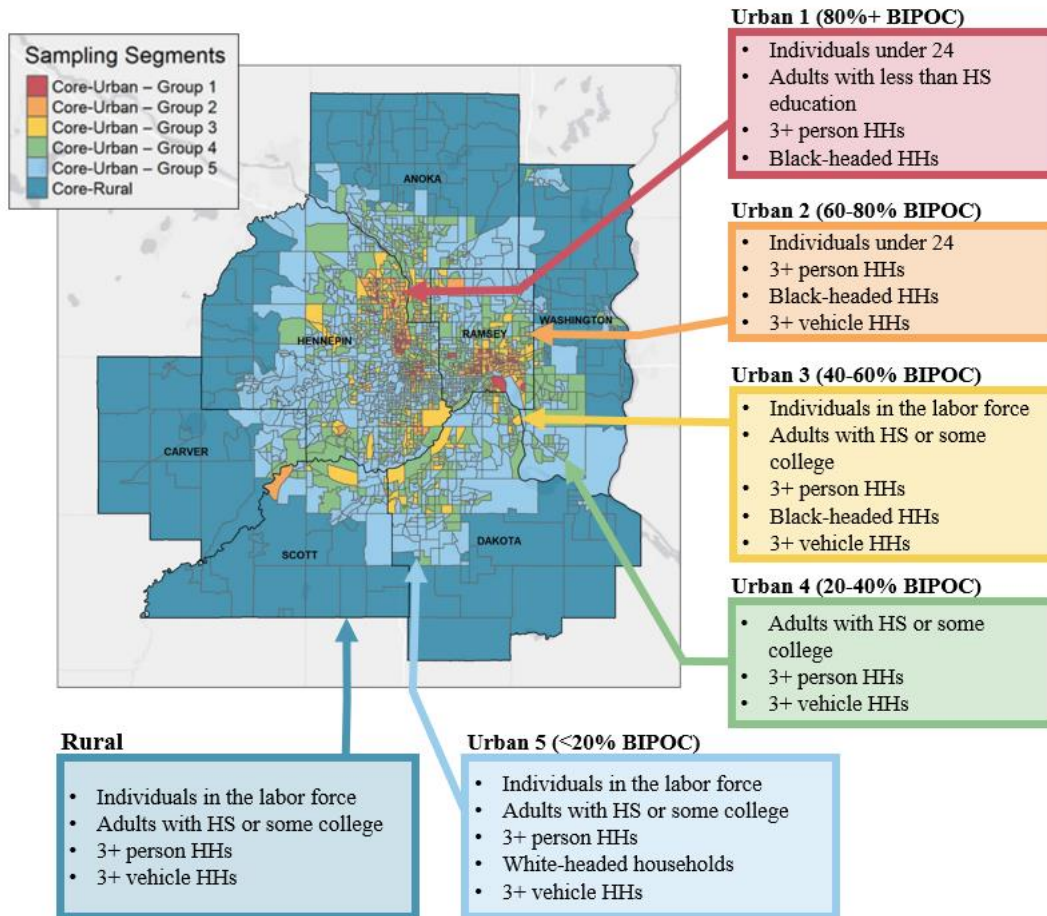 Sampling Segments
Core-Urban – Group 1
Core-Urban – Group 2
Core-Urban – Group 3
Core-Urban – Group 4
Core-Urban – Group 5
Core-Rural
ANOKA
HENNEPIN
RAMSEY
WASHINGTON
CARVER
SCOTT
DAKOTA
Urban 1 (80%+ BIPOC)
• Individuals under 24
• Adults with less than HS
education
• 3+ person HHs
• Black-headed HHs
Urban 2 (60-80% BIPOC)
• Individuals under 24
• 3+ person HHs
• Black-headed HHs
• 3+ vehicle HHs
Urban 3 (40-60% BIPOC)
• Individuals in the labor force
• Adults with HS or some
college
• 3+ person HHs
• Black-headed HHs
• 3+ vehicle HHs
Urban 4 (20-40% BIPOC)
• Adults with HS or some
college
• 3+ person HHs
• 3+ vehicle HHs
Rural
• Individuals in the labor force
• Adults with HS or some college
• 3+ person HHs
• 3+ vehicle HHs
Urban 5 (<20% BIPOC)
• Individuals in the labor force
• Adults with HS or some college
• 3+ person HHs
• White-headed households
• 3+ vehicle HHs